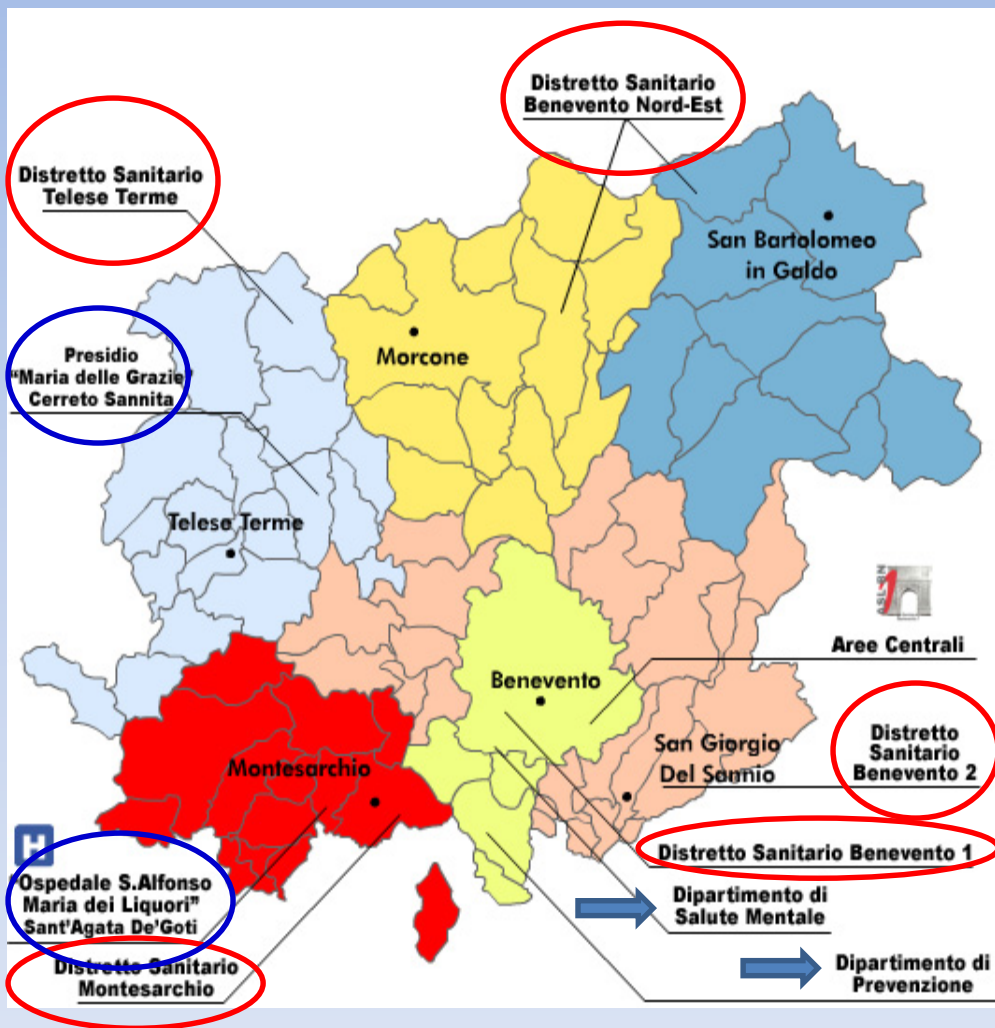 Distretto Sanitario
Benevento Nord-Est
Distretto Sanitario
Telese Terme
San Bartolomeo
in Galdo
Presidio
"Maria delle Grazie"
Cerreto Sannita
Morcone
Telese Terme
ASL-BN
1
Aree Centrali
Benevento
San Giorgio
Del Sannio
Distretto
Sanitario
Benevento 2
Montesarchio
H
Distretto Sanitario Benevento 1
"Ospedale S.Alfonso
Maria dei Liquori"
Sant'Agata De'Goti
Dipartimento di
Salute Mentale
Distretto Sanitario
Montesarchio
Dipartimento di
Prevenzione